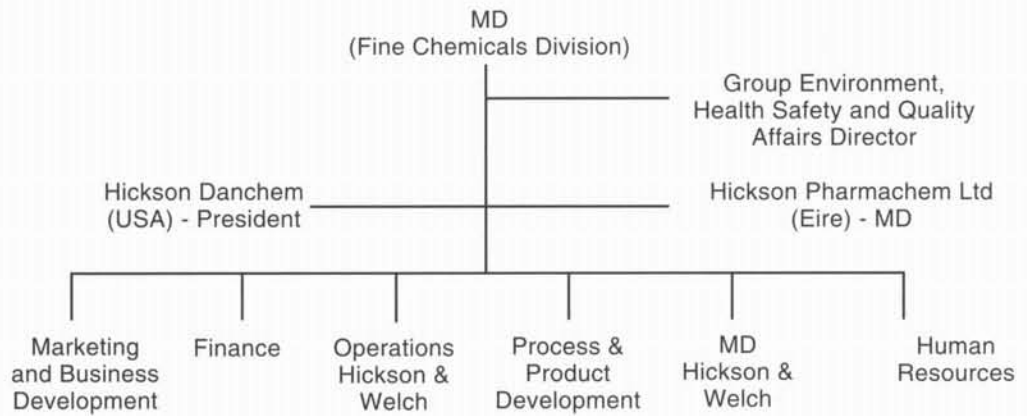 MD
(Fine Chemicals Division)
Group Environment,
Health Safety and Quality
Affairs Director
Hickson Danchem
(USA) - President
Hickson Pharmachem Ltd
(Eire) - MD
Marketing
and Business
Development
Finance
Operations
Hickson &
Welch
Process &
Product
Development
MD
Hickson &
Welch
Human
Resources